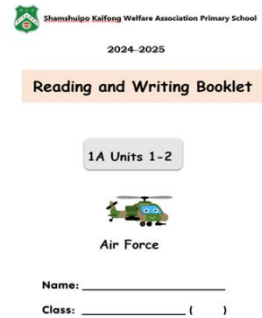 Shamshuipo Kaifong Welfare Association Primary School
2024-2025
Reading and Writing Booklet
1A Units 1-2
Air Force
Name: ____________________
Class: ______________ (    )